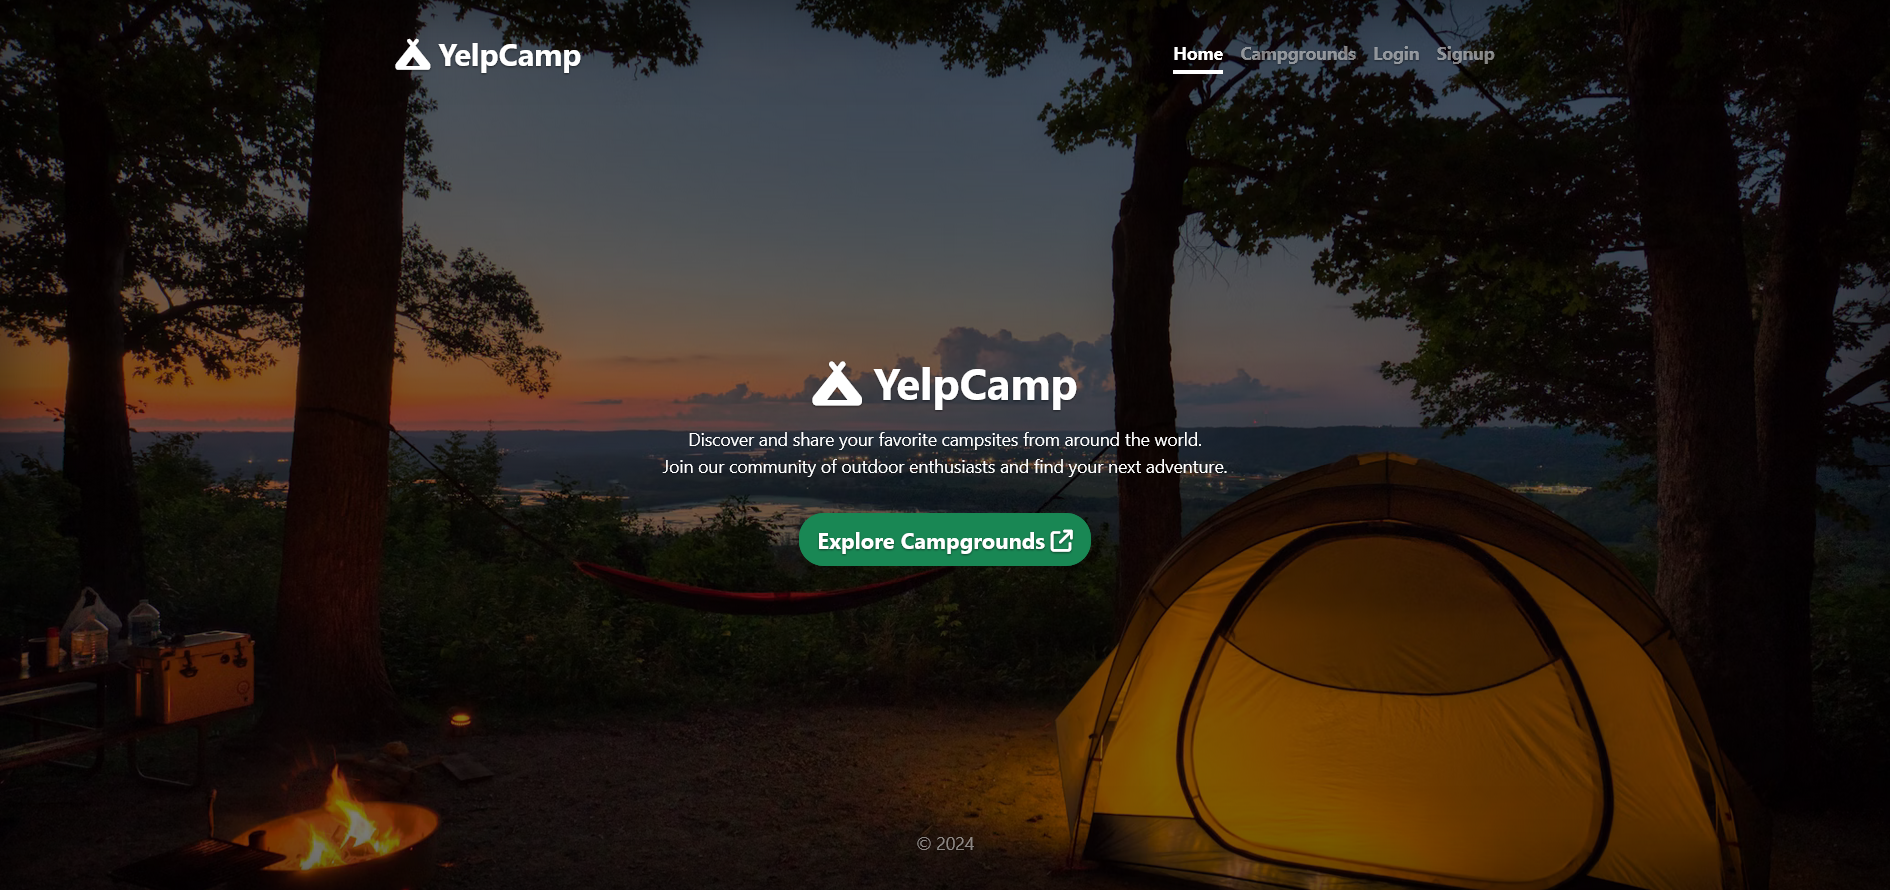 YelpCamp
Home Campgrounds Login Signup
YelpCamp
Discover and share your favorite campsites from around the world.
Join our community of outdoor enthusiasts and find your next adventure.
Explore Campgrounds
© 2024